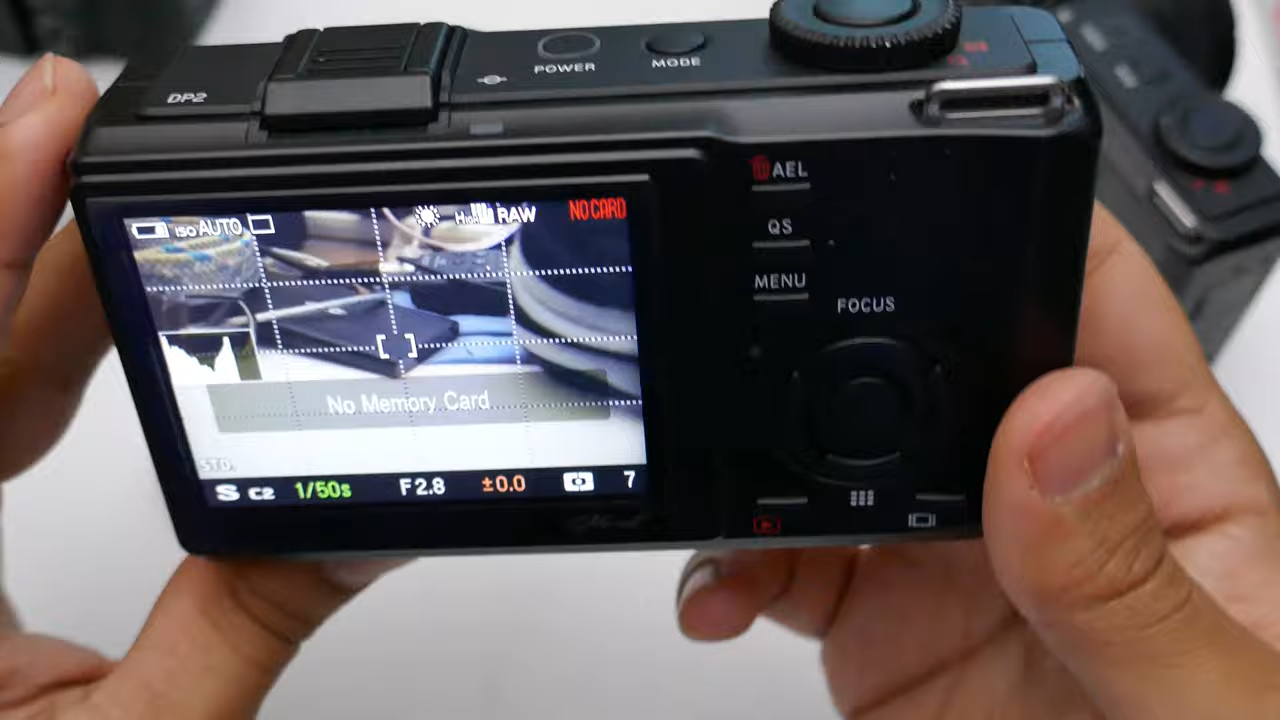 POWER
MODE
DP2
AEL
QS
MENU
FOCUS
ISO AUTO
RAW
NO CARD
No Memory Card
STD.
S C2 1/50s F2.8 ±0.0 7